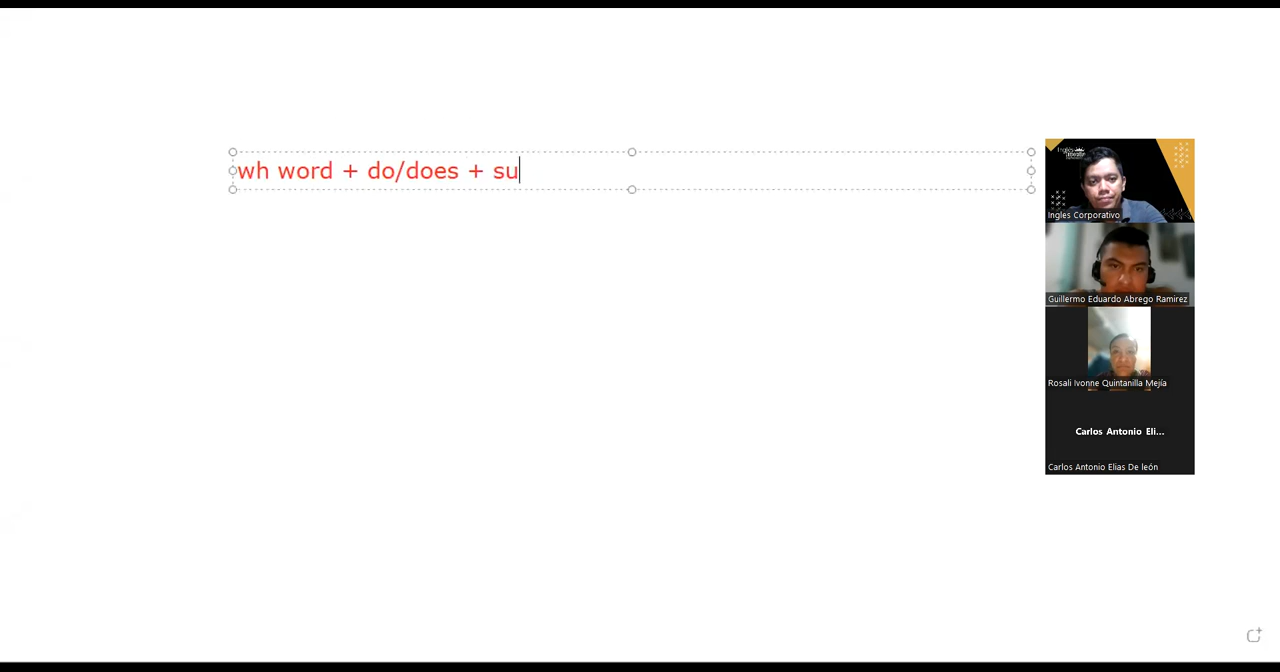 wh word + do/does + su
Ingles Corporativo
Guillermo Eduardo Abrego Ramirez
Rosali Ivonne Quintanilla Mejía
Carlos Antonio Eli...
Carlos Antonio Elias De león